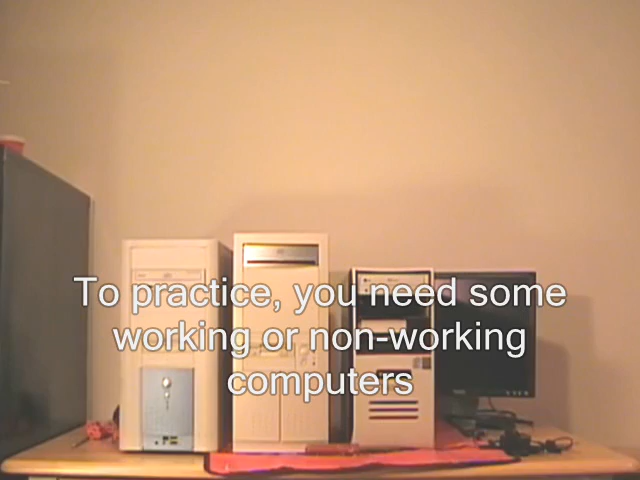 To practice, you need some
working or non-working
computers